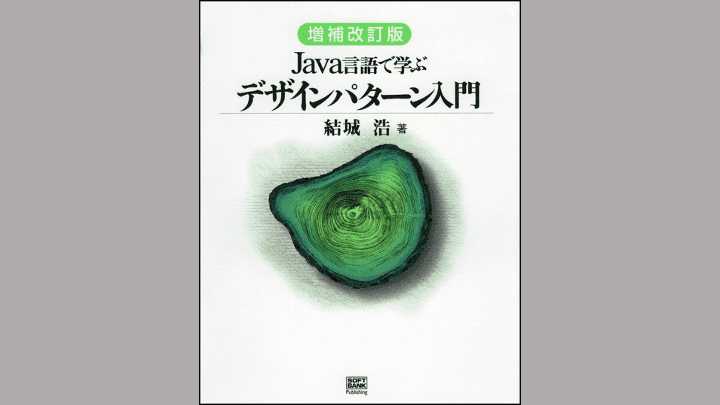 増補改訂版
Java言語で学ぶ
デザインパターン入門
結城 浩 著
SOFT
BANK
Publishing